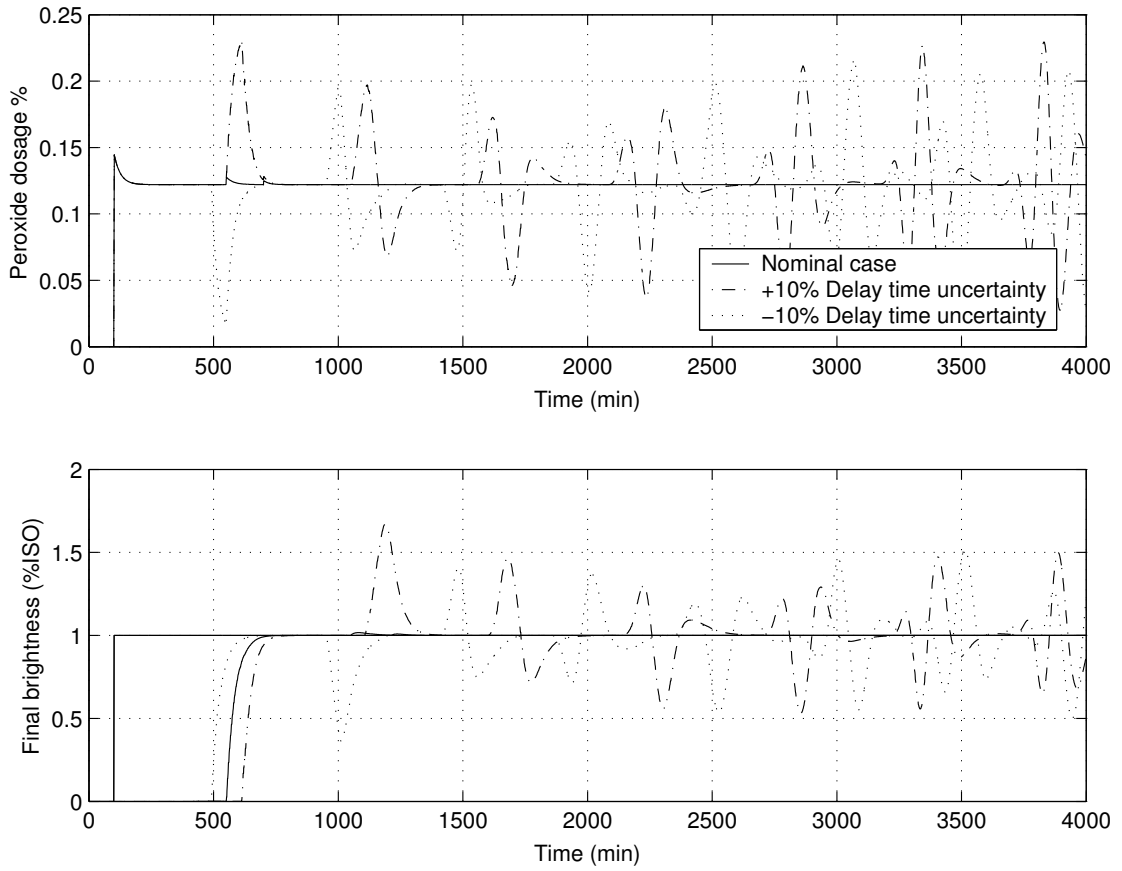 0.25
0.2
0.15
0.1
0.05
0
Peroxide dosage %
Nominal case
+10% Delay time uncertainty
−10% Delay time uncertainty
0 500 1000 1500 2000 2500 3000 3500 4000
Time (min)
2
1.5
1
0.5
0
Final brightness (%ISO)
0 500 1000 1500 2000 2500 3000 3500 4000
Time (min)